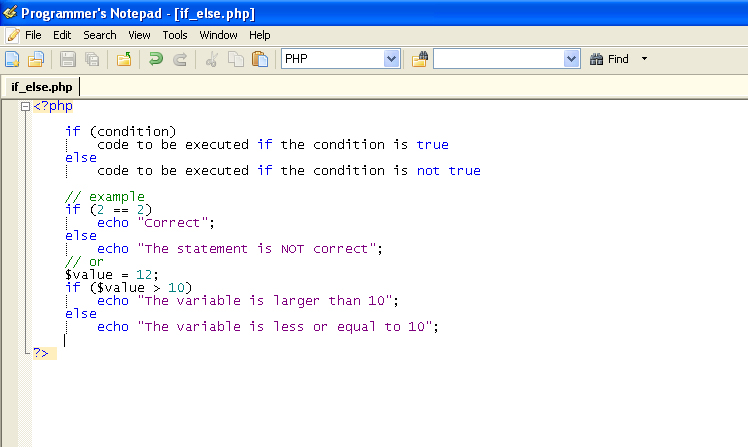 Programmer's Notepad - [if_else.php]
File Edit Search View Tools Window Help
PHP Find
if_else.php
<?php
if (condition)
code to be executed if the condition is true
else
code to be executed if the condition is not true
// example
if (2 == 2)
echo "Correct";
else
echo "The statement is NOT correct";
// or
$value = 12;
if ($value > 10)
echo "The variable is larger than 10";
else
echo "The variable is less or equal to 10";
?>